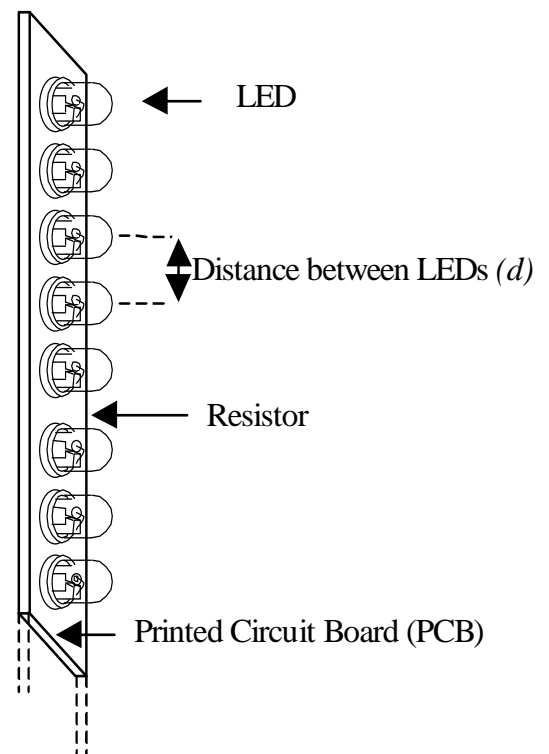 LED
Distance between LEDs (d)
Resistor
Printed Circuit Board (PCB)